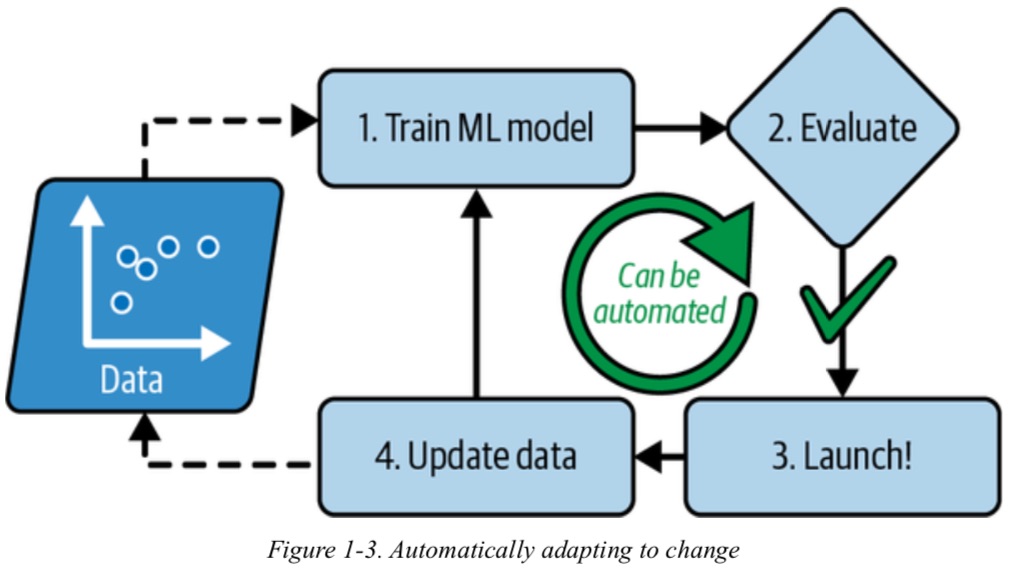 1. Train ML model
2. Evaluate
Can be
automated
Data
4. Update data
3. Launch!
Figure 1-3. Automatically adapting to change